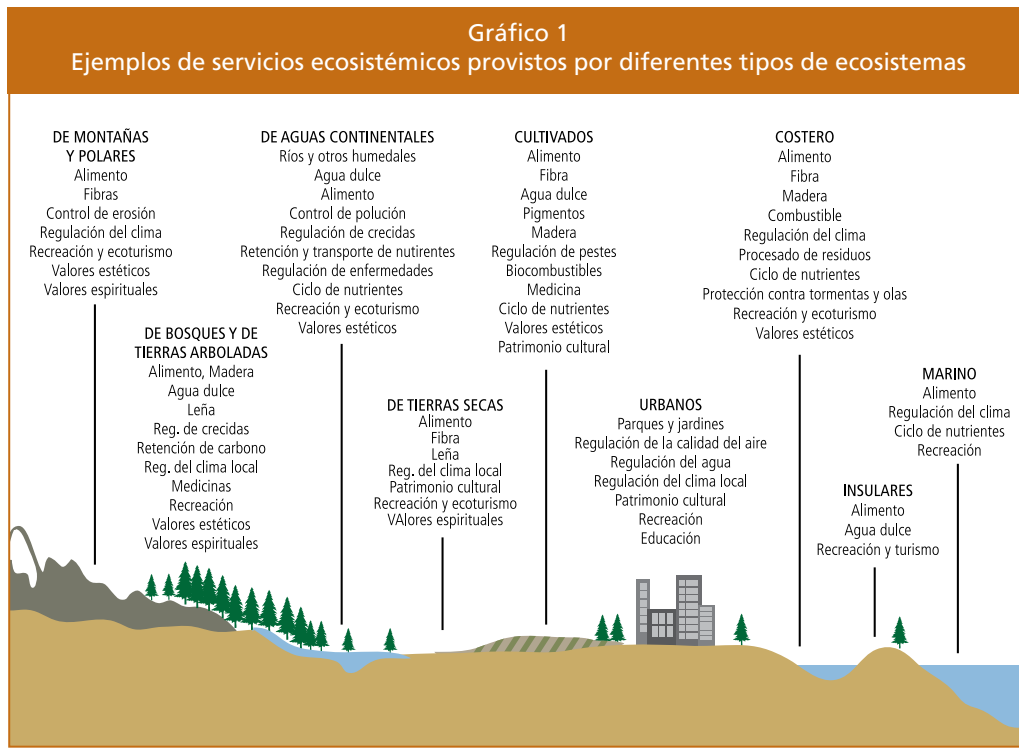 Gráfico 1
Ejemplos de servicios ecosistémicos provistos por diferentes tipos de ecosistemas
DE MONTAÑAS
Y POLARES
Alimento
Fibras
Control de erosión
Regulación del clima
Recreación y ecoturismo
Valores estéticos
Valores espirituales
DE BOSQUES Y DE
TIERRAS ARBOLADAS
Alimento, Madera
Agua dulce
Leña
Reg. de crecidas
Retención de carbono
Reg. del clima local
Medicinas
Recreación
Valores estéticos
Valores espirituales
DE AGUAS CONTINENTALES
Ríos y otros humedales
Agua dulce
Alimento
Control de polución
Regulación de crecidas
Retención y transporte de nutirentes
Regulación de enfermedades
Ciclo de nutrientes
Recreación y ecoturismo
Valores estéticos
DE TIERRAS SECAS
Alimento
Fibra
Leña
Reg. del clima local
Patrimonio cultural
Recreación y ecoturismo
VAlores espirituales
CULTIVADOS
Alimento
Fibra
Agua dulce
Pigmentos
Madera
Regulación de pestes
Biocombustibles
Medicina
Ciclo de nutrientes
Valores estéticos
Patrimonio cultural
URBANOS
Parques y jardines
Regulación de la calidad del aire
Regulación del agua
Regulación del clima local
Patrimonio cultural
Recreación
Educación
COSTERO
Alimento
Fibra
Madera
Combustible
Regulación del clima
Procesado de residuos
Ciclo de nutrientes
Protección contra tormentas y olas
Recreación y ecoturismo
Valores estéticos
INSULARES
Alimento
Agua dulce
Recreación y turismo
MARINO
Alimento
Regulación del clima
Ciclo de nutrientes
Recreación